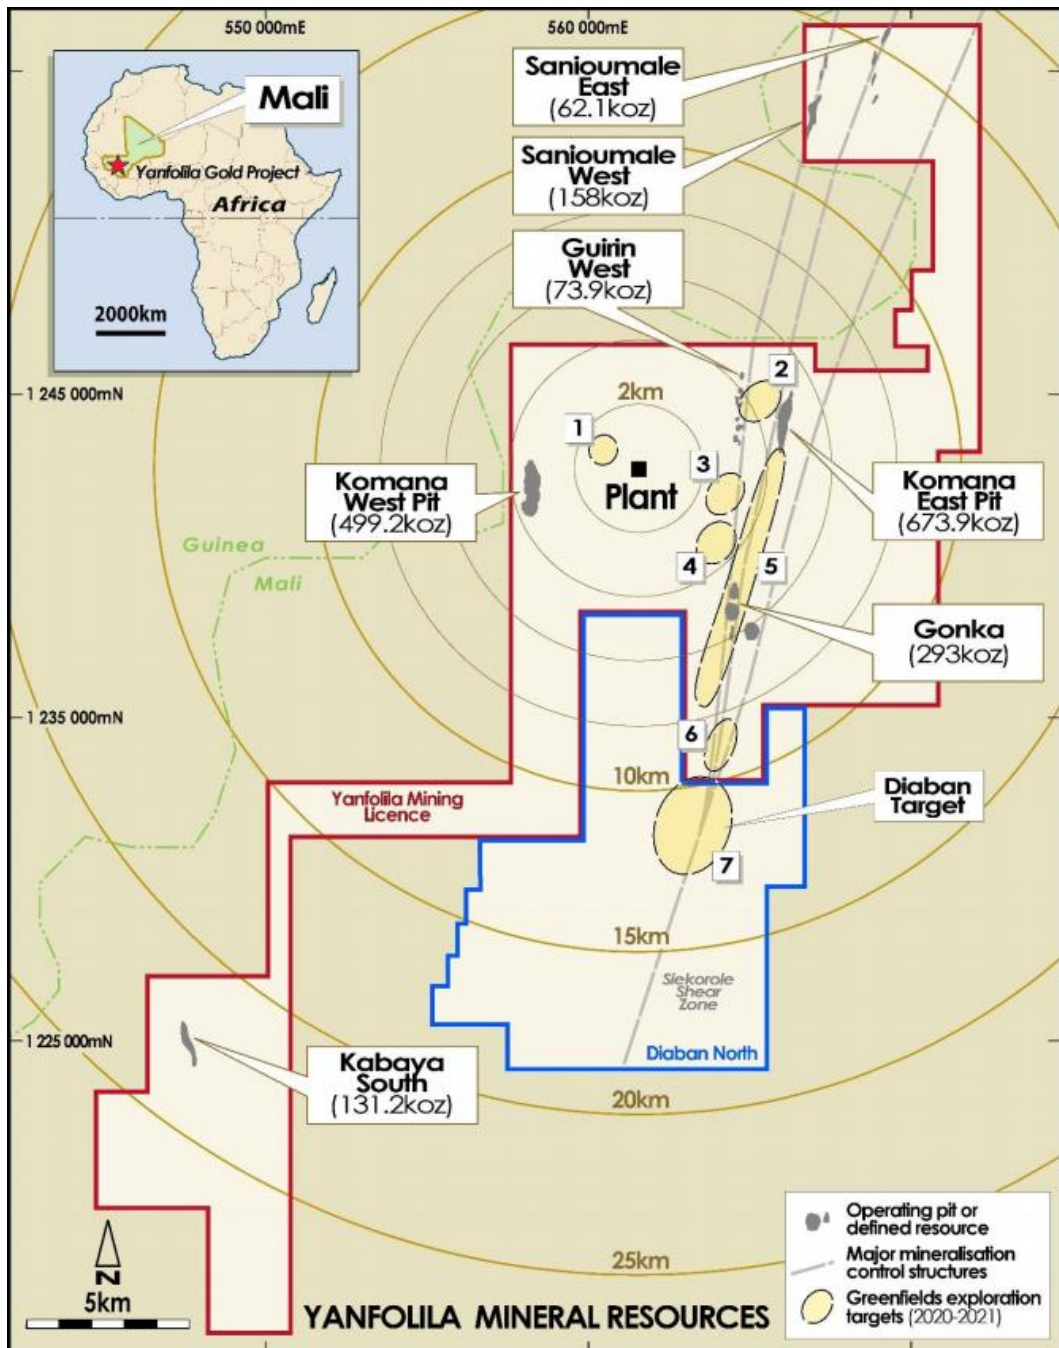 550 000mE
560 000mE
Mali
Yanfolila Gold Project
Africa
2000km
Sanioumale
East
(62.1koz)
Sanioumale
West
(158koz)
Guirin
West
(73.9koz)
1 245 000mN
2km
1
2
3
Plant
Komana
West Pit
(499.2koz)
Komana
East Pit
(673.9koz)
Guinea
Mali
4
5
Gonka
(293koz)
1 235 000mN
6
10km
Yanfolila Mining
Licence
Diaban
Target
7
15km
Siekorole
Shear
Zone
1 225 000mN
Diaban North
Kabaya
South
(131.2koz)
20km
25km
N
5km
YANFOLILA MINERAL RESOURCES
Operating pit or
defined resource
Major mineralisation
control structures
Greenfields exploration
targets (2020-2021)